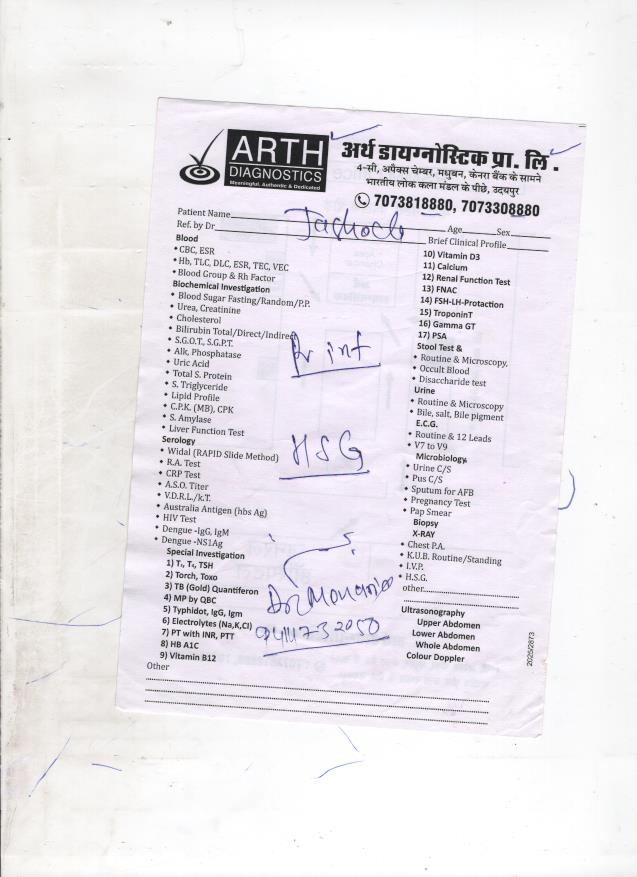 ARTH
DIAGNOSTICS
Meaningful, Authentic & Dedicated
अर्थ डायग्नोस्टिक प्रा. लि.
4-सी, अपैक्स चेम्बर, मधुबन, केनरा बैंक के सामने
भारतीय लोक कला मंडल के पीछे, उदयपुर
7073818880, 7073308880
Patient Name Age Sex
Ref. by Dr Brief Clinical Profile
Blood
• CBC, ESR
• Hb, TLC, DLC, ESR, TEC, VEC
• Blood Group & Rh Factor
Biochemical Investigation
• Blood Sugar Fasting/Random/P.P.
• Urea, Creatinine
• Cholesterol
• Bilirubin Total/Direct/Indirect
• S.G.O.T., S.G.P.T.
• Alk, Phosphatase
• Uric Acid
• Total S. Protein
• S. Triglyceride
• Lipid Profile
• C.P.K. (MB), CPK
• S. Amylase
• Liver Function Test
Serology
• Widal (RAPID Slide Method)
• R.A. Test
• CRP Test
• A.S.O. Titer
• V.D.R.L./k.T.
• Australia Antigen (hbs Ag)
• HIV Test
• Dengue -IgG, IgM
• Dengue -NS1Ag
Special Investigation
1) T₃, T₄, TSH
2) Torch, Toxo
3) TB (Gold) Quantiferon
4) MP by QBC
5) Typhidot, IgG, Igm
6) Electrolytes (Na,K,Cl)
7) PT with INR, PTT
8) HB A1C
9) Vitamin B12
Other
10) Vitamin D3
11) Calcium
12) Renal Function Test
13) FNAC
14) FSH-LH-Protaction
15) TroponinT
16) Gamma GT
17) PSA
Stool Test &
• Routine & Microscopy,
• Occult Blood
• Disaccharide test
Urine
• Routine & Microscopy
• Bile, salt, Bile pigment
E.C.G.
• Routine & 12 Leads
• V7 to V9
Microbiology
• Urine C/S
• Pus C/S
• Sputum for AFB
• Pregnancy Test
• Pap Smear
Biopsy
X-RAY
• Chest P.A.
• K.U.B. Routine/Standing
• I.V.P.
• H.S.G.
other
Ultrasonography
Upper Abdomen
Lower Abdomen
Whole Abdomen
Colour Doppler
2025/2873
Pr inf
HSG
Dr